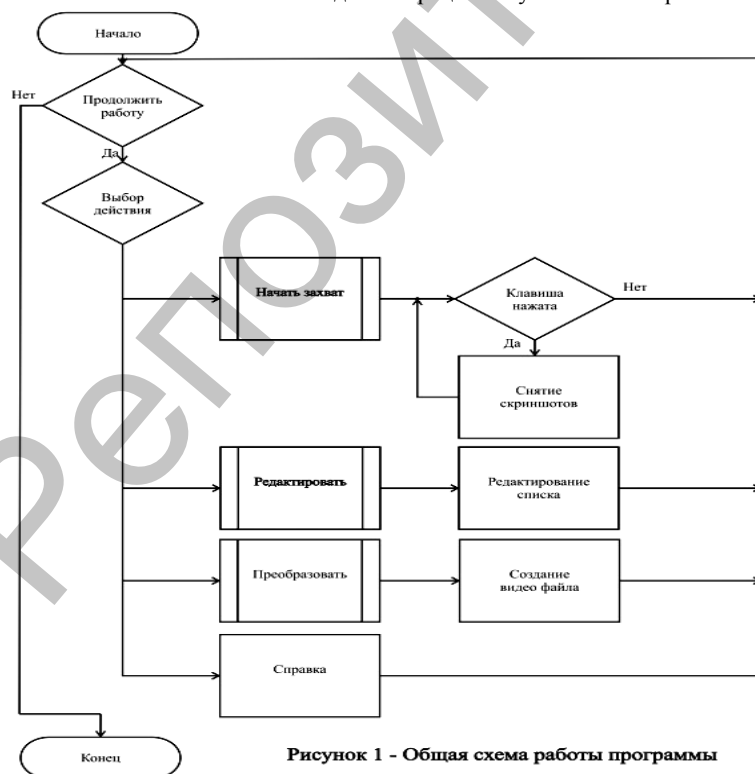 Начало
Нет
Продолжить
работу
Да
Выбор
действия
Начать захват
Клавиша
нажата
Нет
Да
Снятие
скриншотов
Редактировать
Редактирование
списка
Преобразовать
Создание
видео файла
Справка
Конец
Рисунок 1 - Общая схема работы программы